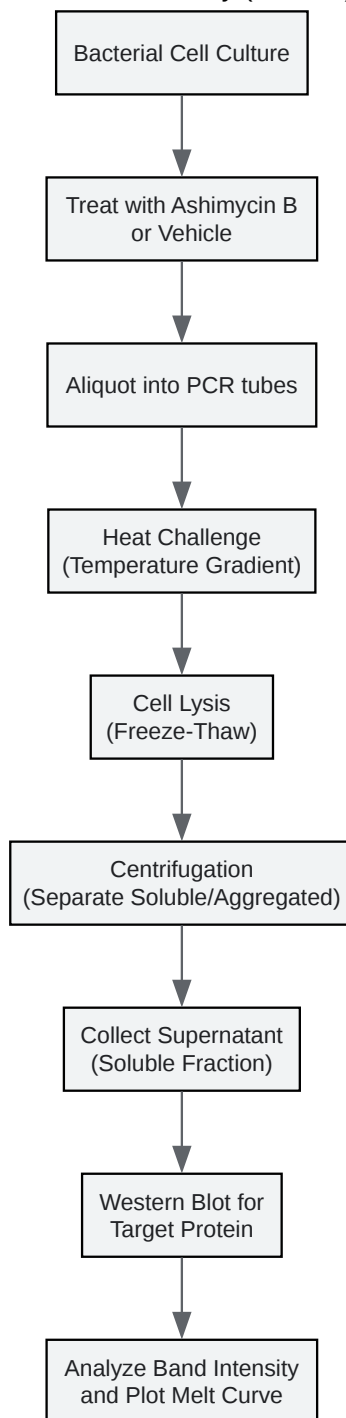 Bacterial Cell Culture
Treat with Ashimycin B
or Vehicle
Aliquot into PCR tubes
Heat Challenge
(Temperature Gradient)
Cell Lysis
(Freeze-Thaw)
Centrifugation
(Separate Soluble/Aggregated)
Collect Supernatant
(Soluble Fraction)
Western Blot for
Target Protein
Analyze Band Intensity
and Plot Melt Curve